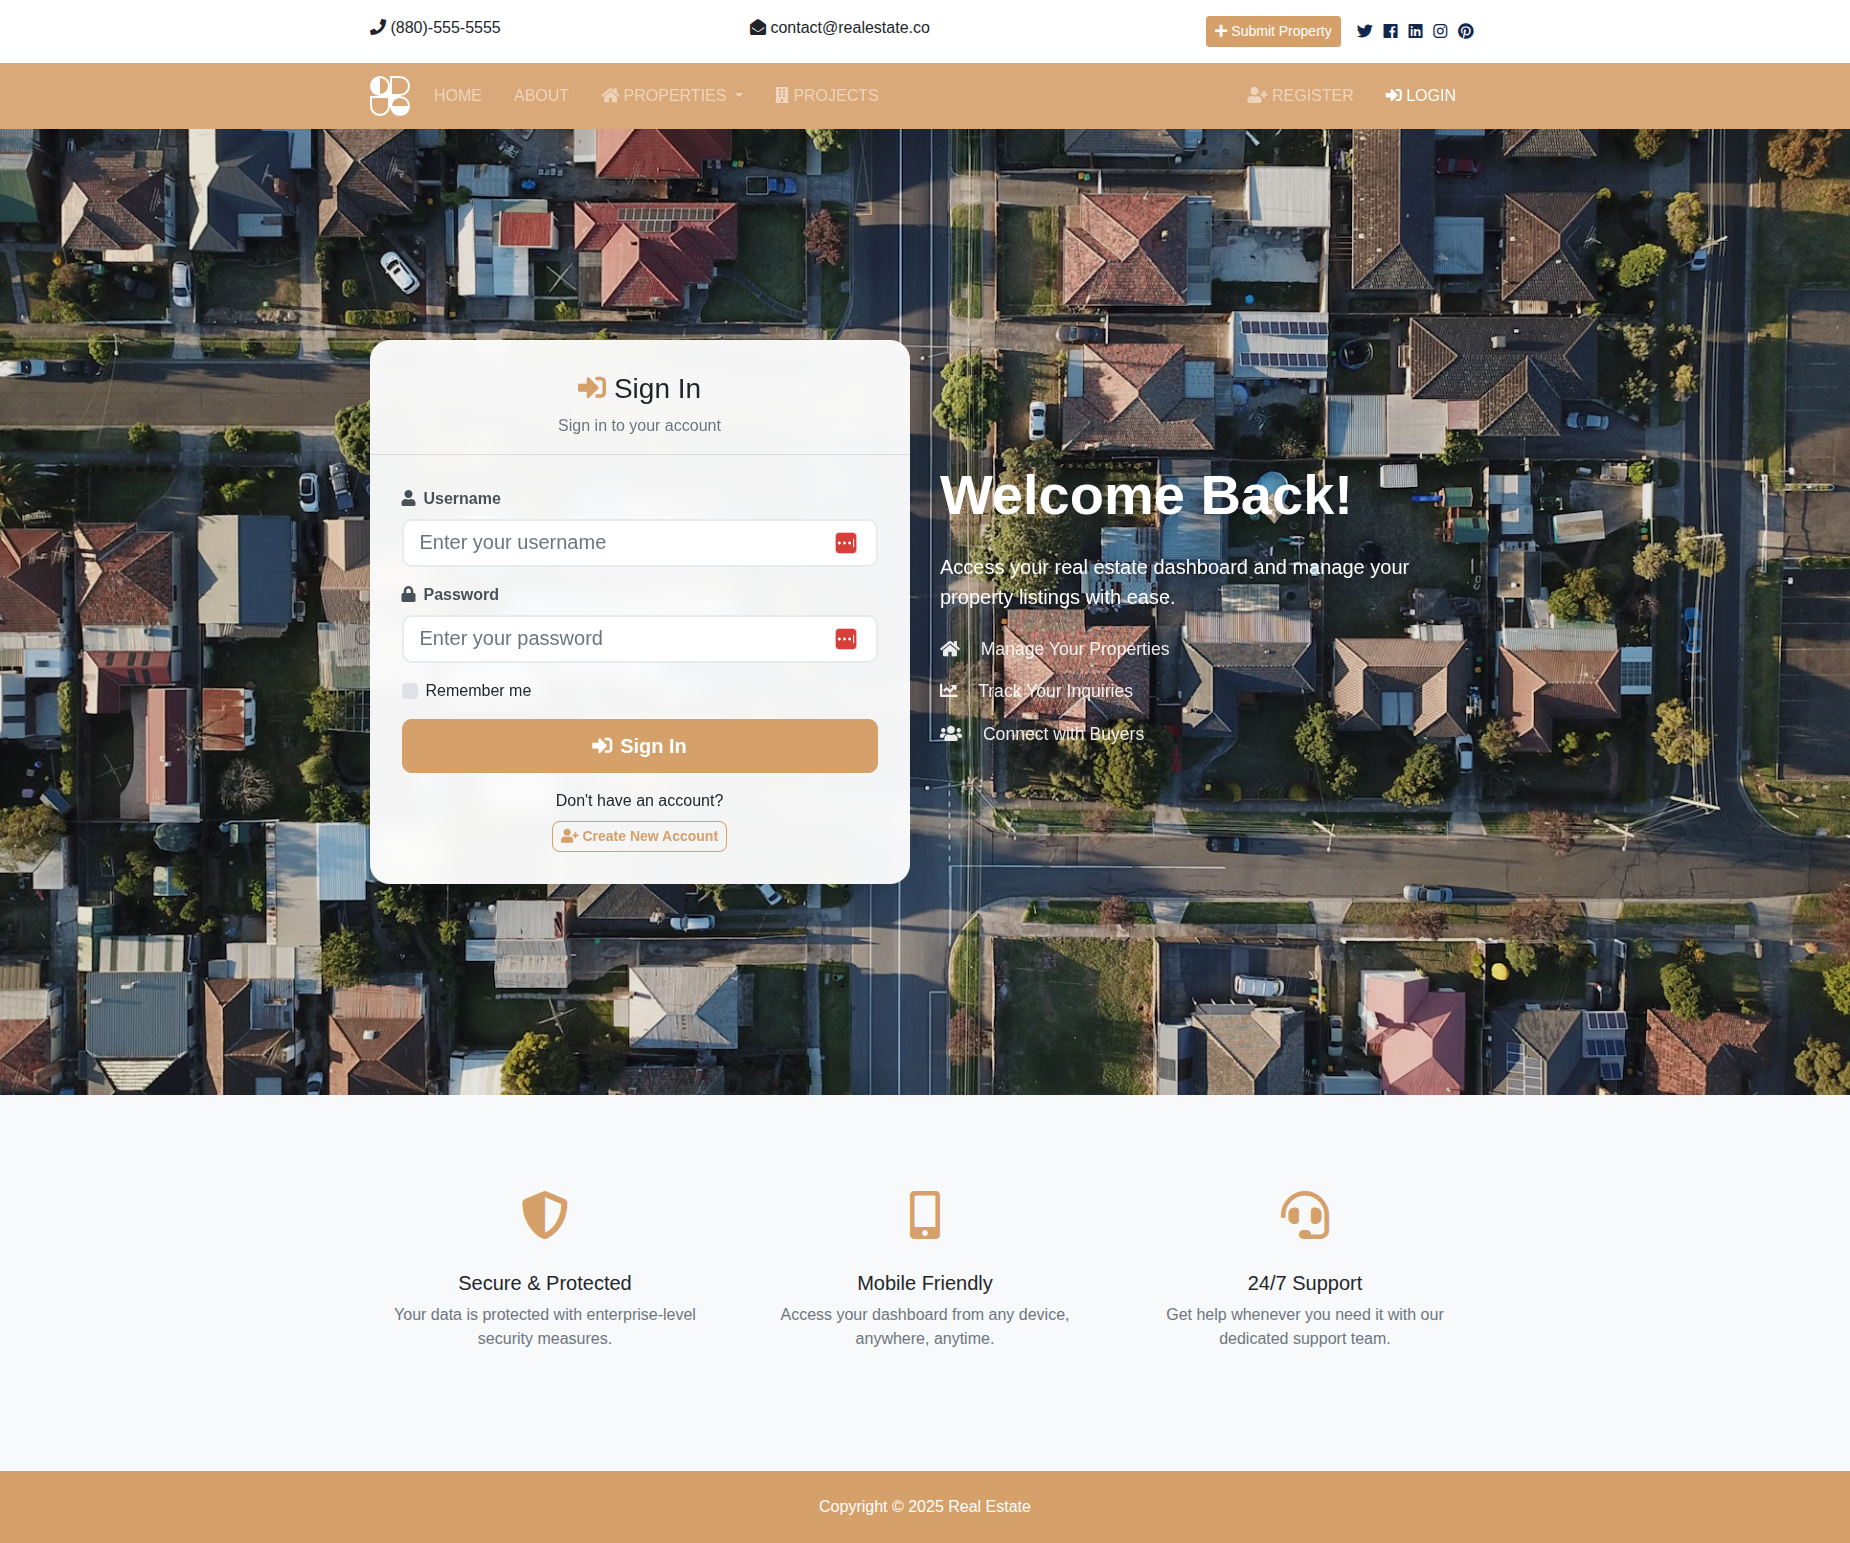 (880)-555-5555
contact@realestate.co
Submit Property
HOME
ABOUT
PROPERTIES
PROJECTS
REGISTER
LOGIN
Sign In
Sign in to your account
Username
Enter your username
Password
Enter your password
Remember me
Sign In
Don't have an account?
Create New Account
Welcome Back!
Access your real estate dashboard and manage your
property listings with ease.
Manage Your Properties
Track Your Inquiries
Connect with Buyers
Secure & Protected
Your data is protected with enterprise-level
security measures.
Mobile Friendly
Access your dashboard from any device,
anywhere, anytime.
24/7 Support
Get help whenever you need it with our
dedicated support team.
Copyright © 2025 Real Estate